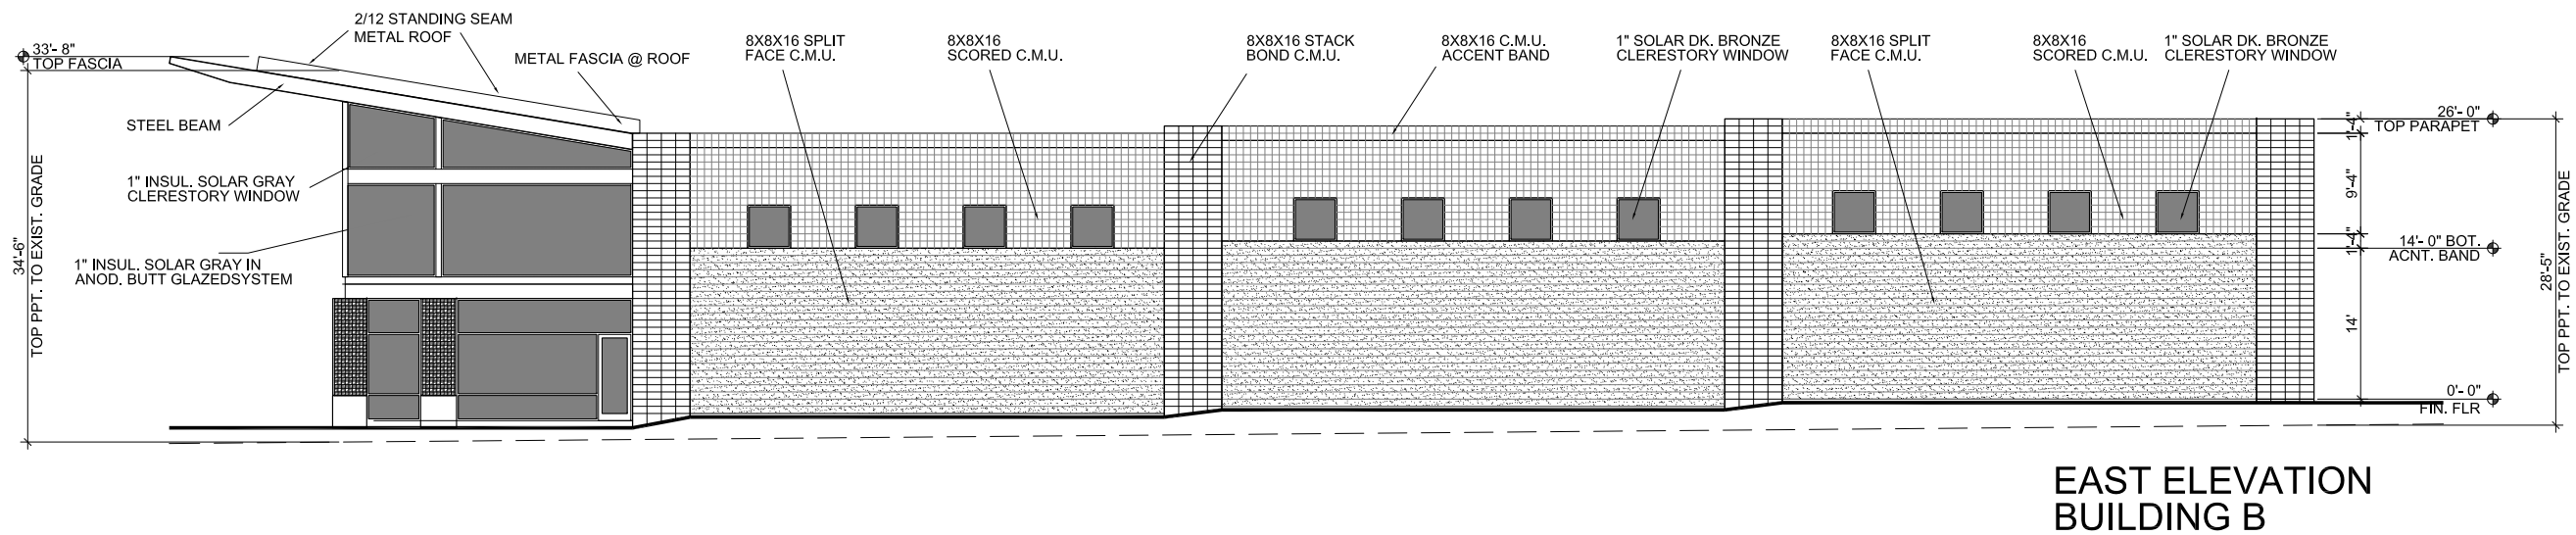 2/12 STANDING SEAM
METAL ROOF
33'- 8"
TOP FASCIA
METAL FASCIA @ ROOF
8X8X16 SPLIT
FACE C.M.U.
8X8X16
SCORED C.M.U.
8X8X16 STACK
BOND C.M.U.
8X8X16 C.M.U.
ACCENT BAND
1" SOLAR DK. BRONZE
CLERESTORY WINDOW
8X8X16 SPLIT
FACE C.M.U.
8X8X16
SCORED C.M.U.
1" SOLAR DK. BRONZE
CLERESTORY WINDOW
STEEL BEAM
1" INSUL. SOLAR GRAY
CLERESTORY WINDOW
1" INSUL. SOLAR GRAY IN
ANOD. BUTT GLAZEDSYSTEM
34'-6"
TOP PPT. TO EXIST. GRADE
1'-4"
9'-4"
1'-4"
14'
26'- 0"
TOP PARAPET
14'- 0" BOT.
ACNT. BAND
0'- 0"
FIN. FLR
28'-5"
TOP PPT. TO EXIST. GRADE
EAST ELEVATION
BUILDING B